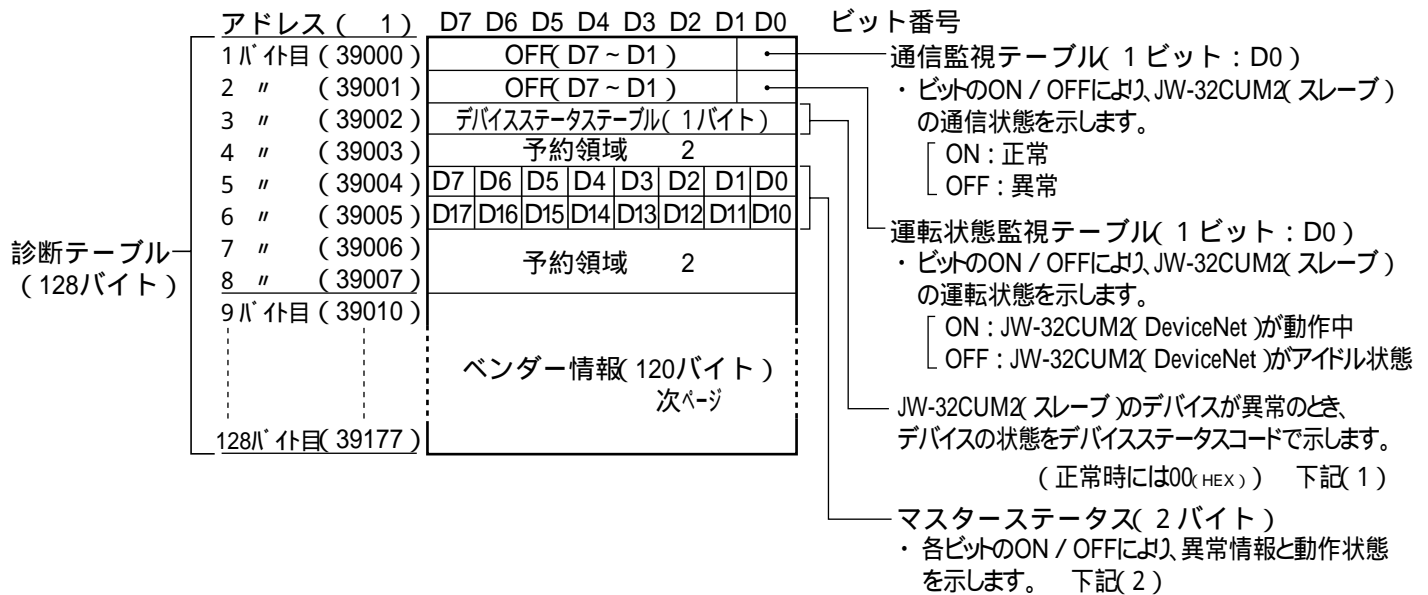 アドレス( 1) D7 D6 D5 D4 D3 D2 D1 D0 ビット番号
1バイト目(39000) OFF(D7~D1)
2 〃 (39001) OFF(D7~D1)
3 〃 (39002) デバイスステータステーブル(1バイト)
4 〃 (39003) 予約領域 2
5 〃 (39004) D7 D6 D5 D4 D3 D2 D1 D0
6 〃 (39005) D17 D16 D15 D14 D13 D12 D11 D10
7 〃 (39006)
予約領域 2
8 〃 (39007)
9バイト目(39010)
ベンダー情報(120バイト)
次ページ
128バイト目(39177)
診断テーブル
(128バイト)
通信監視テーブル(1ビット:D0)
・ビットのON/OFFにより、JW-32CUM2(スレーブ)
の通信状態を示します。
ON:正常
OFF:異常
運転状態監視テーブル(1ビット:D0)
・ビットのON/OFFにより、JW-32CUM2(スレーブ)
の運転状態を示します。
ON:JW-32CUM2(DeviceNet)が動作中
OFF:JW-32CUM2(DeviceNet)がアイドル状態
JW-32CUM2(スレーブ)のデバイスが異常のとき、
デバイスの状態をデバイスステータスコードで示します。
(正常時には00(HEX)) 下記(1)
マスターステータス(2バイト)
・各ビットのON/OFFにより、異常情報と動作状態
を示します。 下記(2)